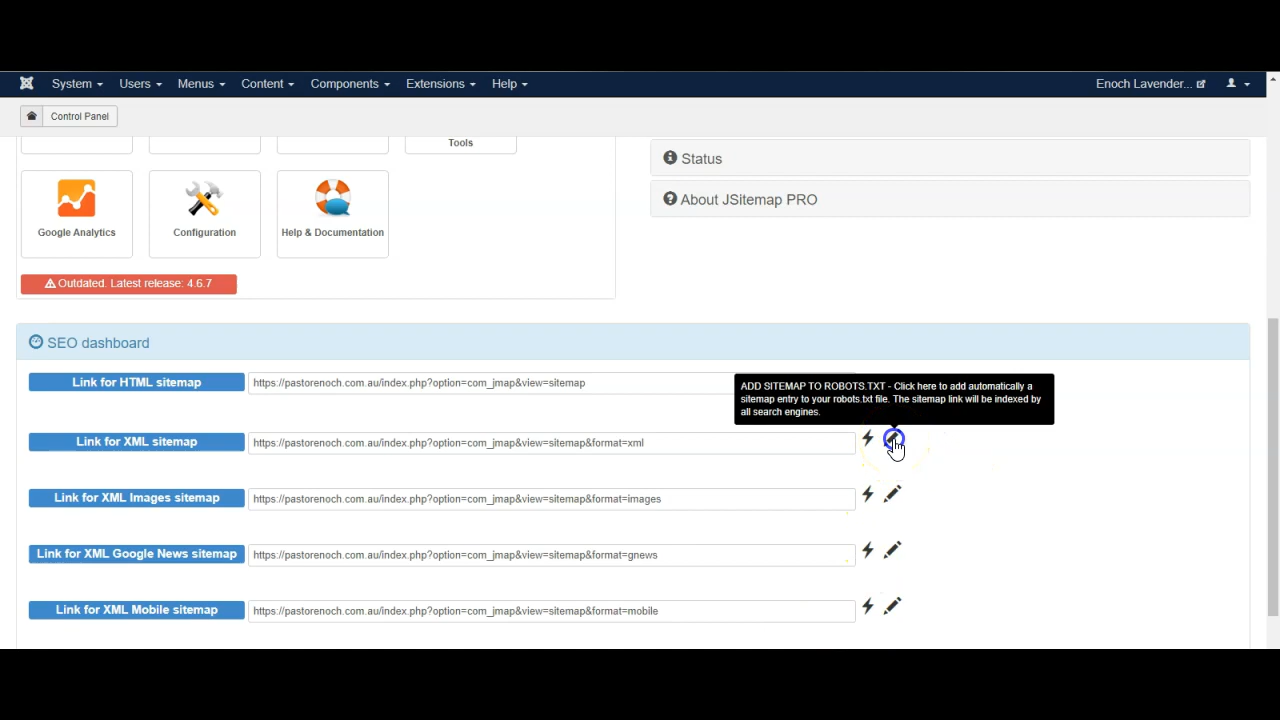 System Users Menus Content Components Extensions Help Enoch Lavender...
Control Panel
Tools
Status
About JSitemap PRO
Google Analytics Configuration Help & Documentation
Outdated. Latest release: 4.6.7
SEO dashboard
Link for HTML sitemap https://pastorenoch.com.au/index.php?option=com_jmap&view=sitemap
ADD SITEMAP TO ROBOTS.TXT - Click here to add automatically a
sitemap entry to your robots.txt file. The sitemap link will be indexed by
all search engines.
Link for XML sitemap https://pastorenoch.com.au/index.php?option=com_jmap&view=sitemap&format=xml
Link for XML Images sitemap https://pastorenoch.com.au/index.php?option=com_jmap&view=sitemap&format=images
Link for XML Google News sitemap https://pastorenoch.com.au/index.php?option=com_jmap&view=sitemap&format=gnews
Link for XML Mobile sitemap https://pastorenoch.com.au/index.php?option=com_jmap&view=sitemap&format=mobile